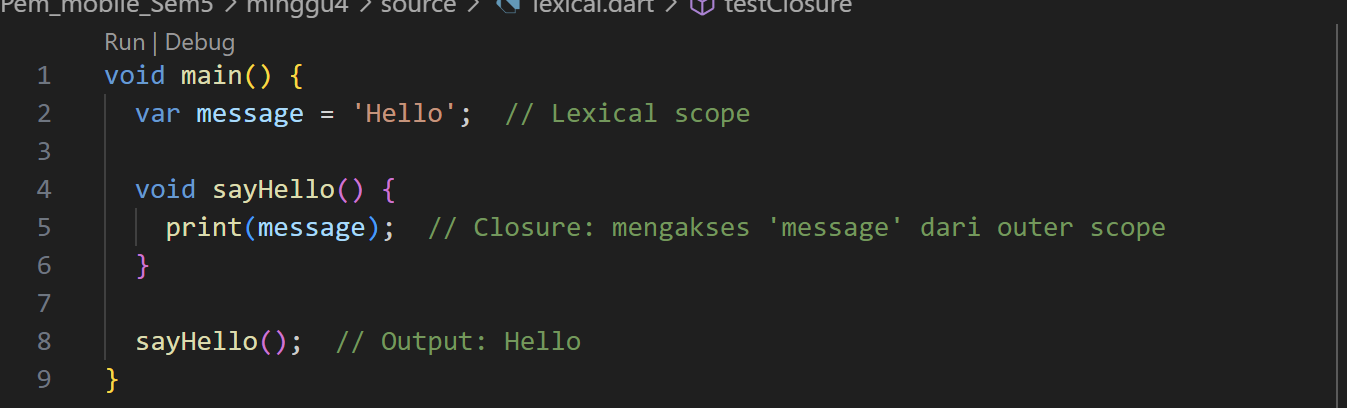 Pem_mobile_Sem5 > minggu4 > source > lexical.dart > testClosure
Run | Debug
1 void main() {
2   var message = 'Hello';  // Lexical scope
3
4   void sayHello() {
5     print(message);  // Closure: mengakses 'message' dari outer scope
6   }
7
8   sayHello();  // Output: Hello
9 }